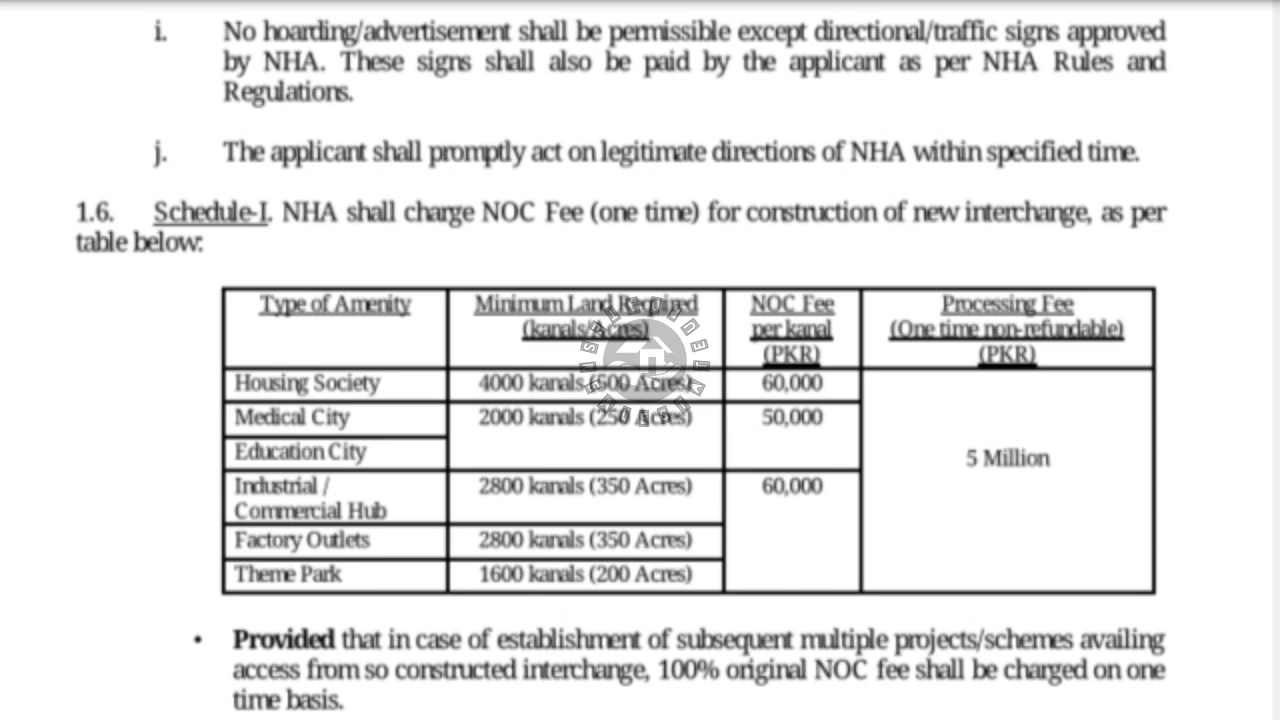 i. No hoarding/advertisement shall be permissible except directional/traffic signs approved
by NHA. These signs shall also be paid by the applicant as per NHA Rules and
Regulations.
j. The applicant shall promptly act on legitimate directions of NHA within specified time.
1.6. Schedule-I. NHA shall charge NOC Fee (one time) for construction of new interchange, as per
table below:
Type of Amenity Minimum Land Required NOC Fee Processing Fee
(kanals/Acres) per kanal (One time non-refundable)
(PKR) (PKR)
Housing Society 4000 kanals (500 Acres) 60,000
Medical City 2000 kanals (250 Acres) 50,000
Education City
5 Million
Industrial / 2800 kanals (350 Acres) 60,000
Commercial Hub
Factory Outlets 2800 kanals (350 Acres)
Theme Park 1600 kanals (200 Acres)
• Provided that in case of establishment of subsequent multiple projects/schemes availing
access from so constructed interchange, 100% original NOC fee shall be charged on one
time basis.